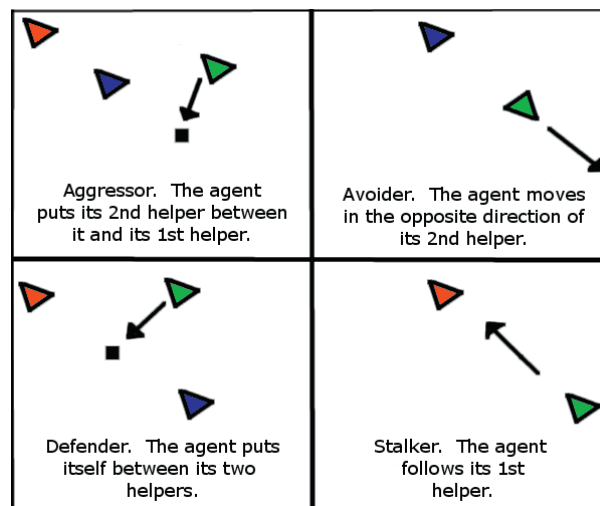 Aggressor. The agent
puts its 2nd helper between
it and its 1st helper.
Avoider. The agent moves
in the opposite direction of
its 2nd helper.
Defender. The agent puts
itself between its two
helpers.
Stalker. The agent
follows its 1st
helper.